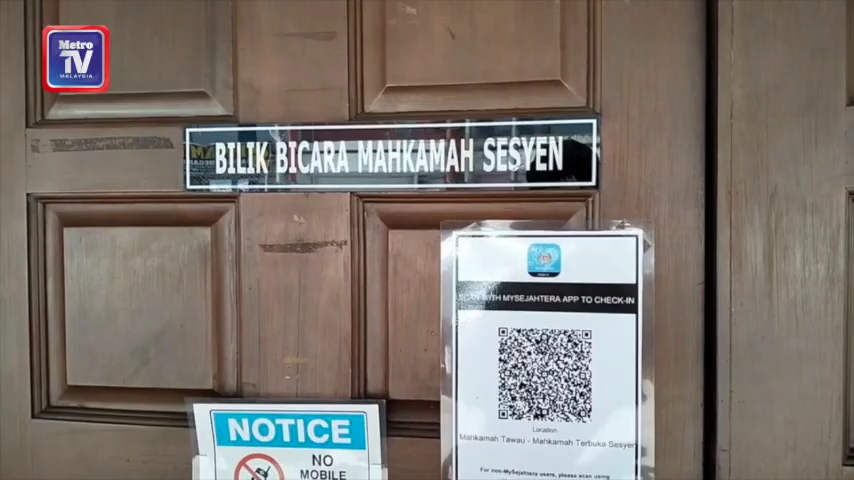 Metro
TV
MALAYSIA
BILIK BICARA MAHKAMAH SESYEN
SCAN WITH MYSEJAHTERA APP TO CHECK-IN
Location
Mahkamah Tawau - Mahkamah Terbuka Sesyen
For non-MySejahtera users, please scan using
NOTICE
NO
MOBILE